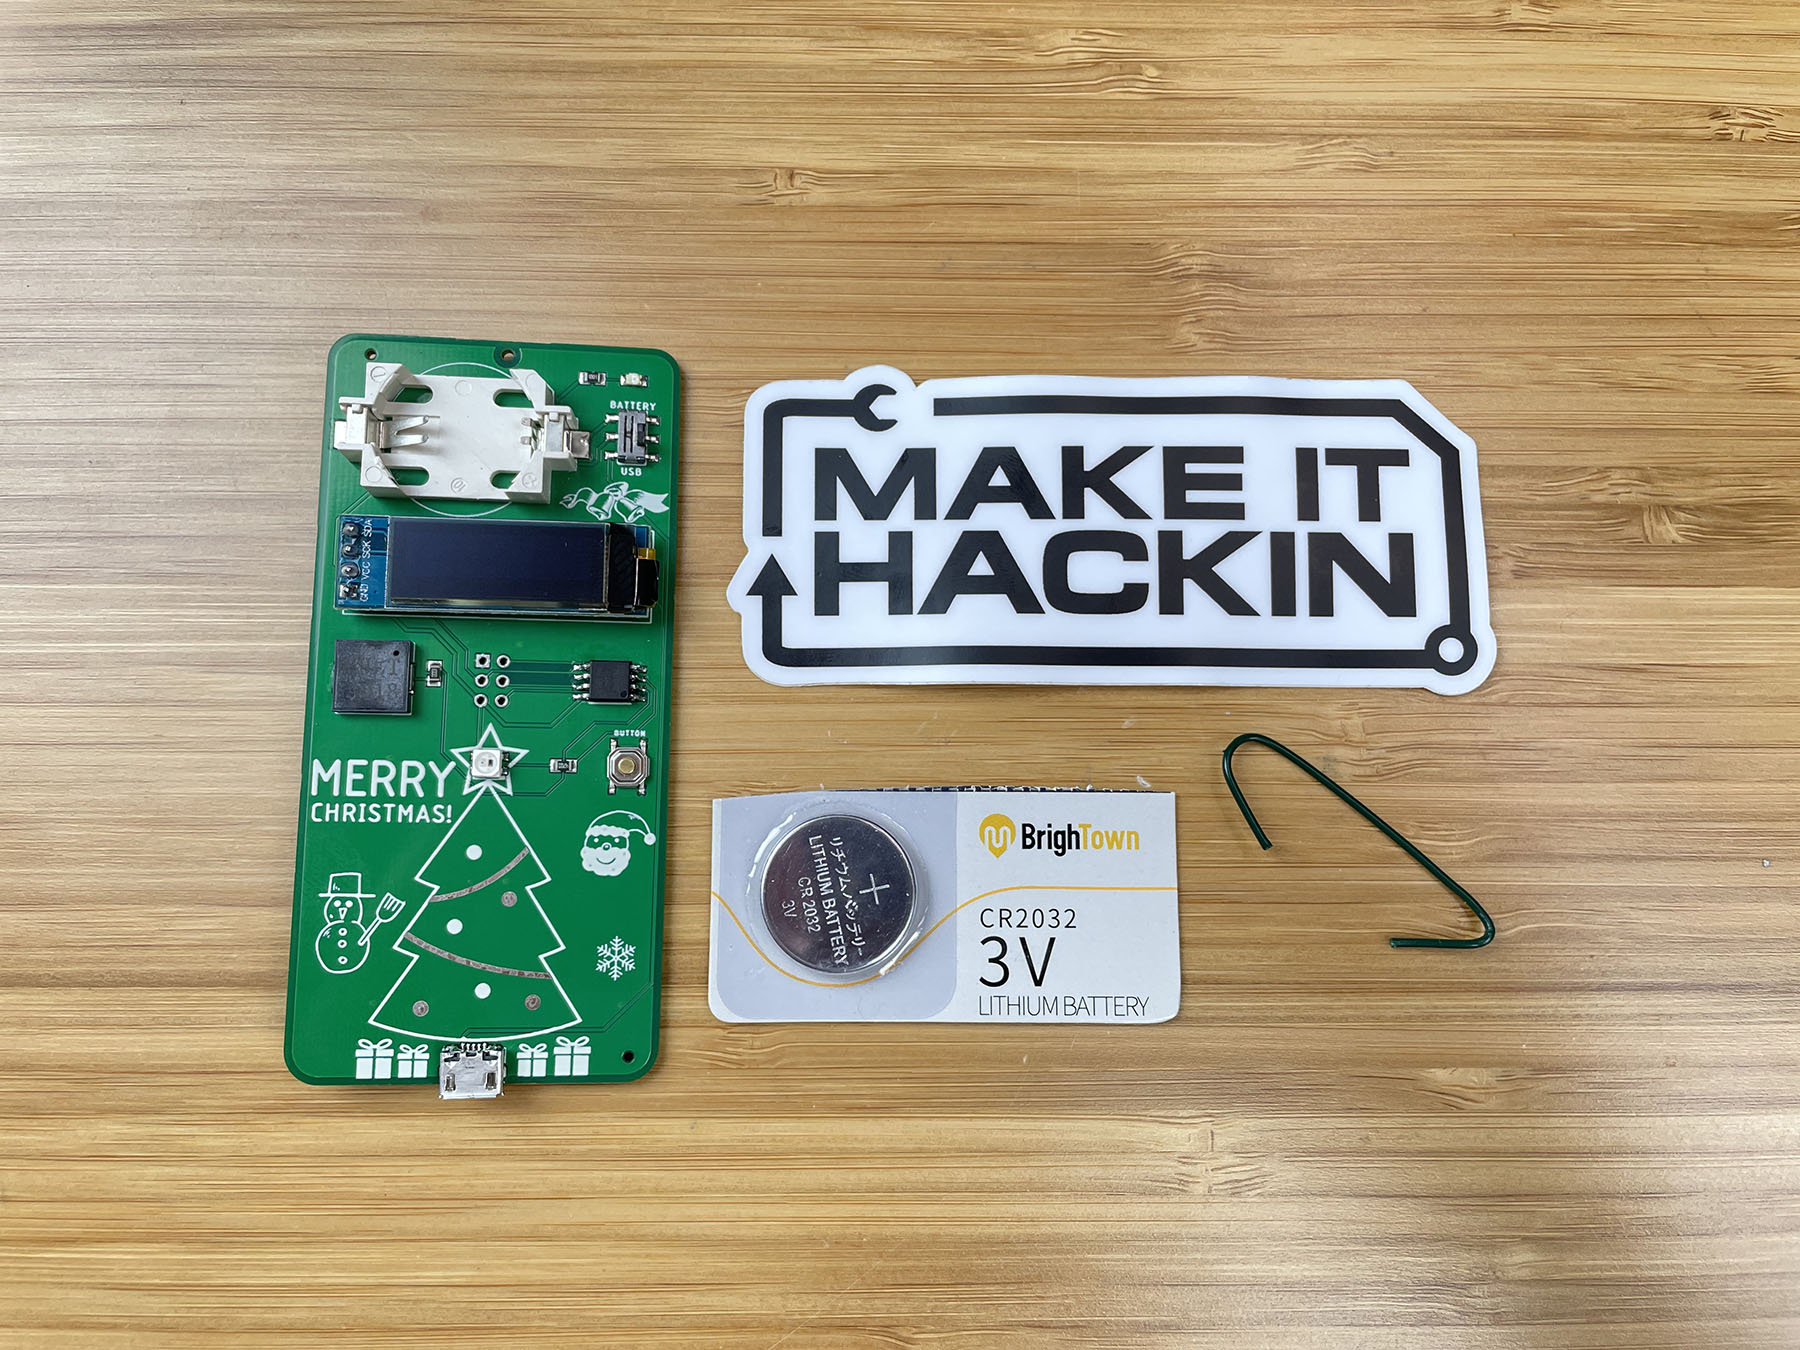 BATTERY
USB
GND VCC SCK SDA
BUTTON
MERRY
CHRISTMAS!
MAKE IT
HACKIN
リチウムバッテリー
LITHIUM BATTERY
CR 2032
3V
BrighTown
CR2032
3V
LITHIUM BATTERY